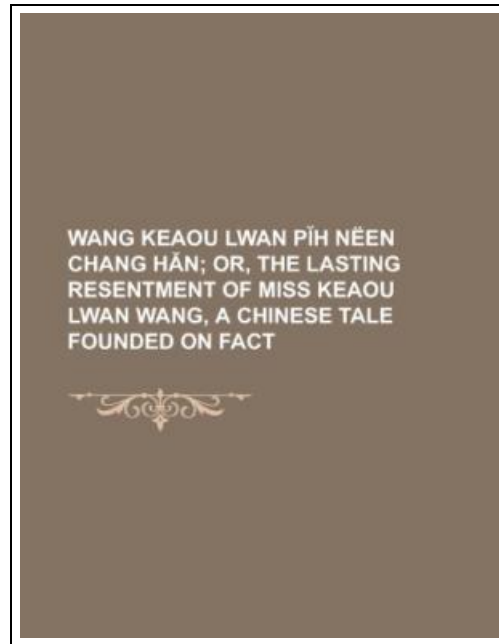 WANG KEAOU LWAN PĬH NËEN
CHANG HĂN; OR, THE LASTING
RESENTMENT OF MISS KEAOU
LWAN WANG, A CHINESE TALE
FOUNDED ON FACT